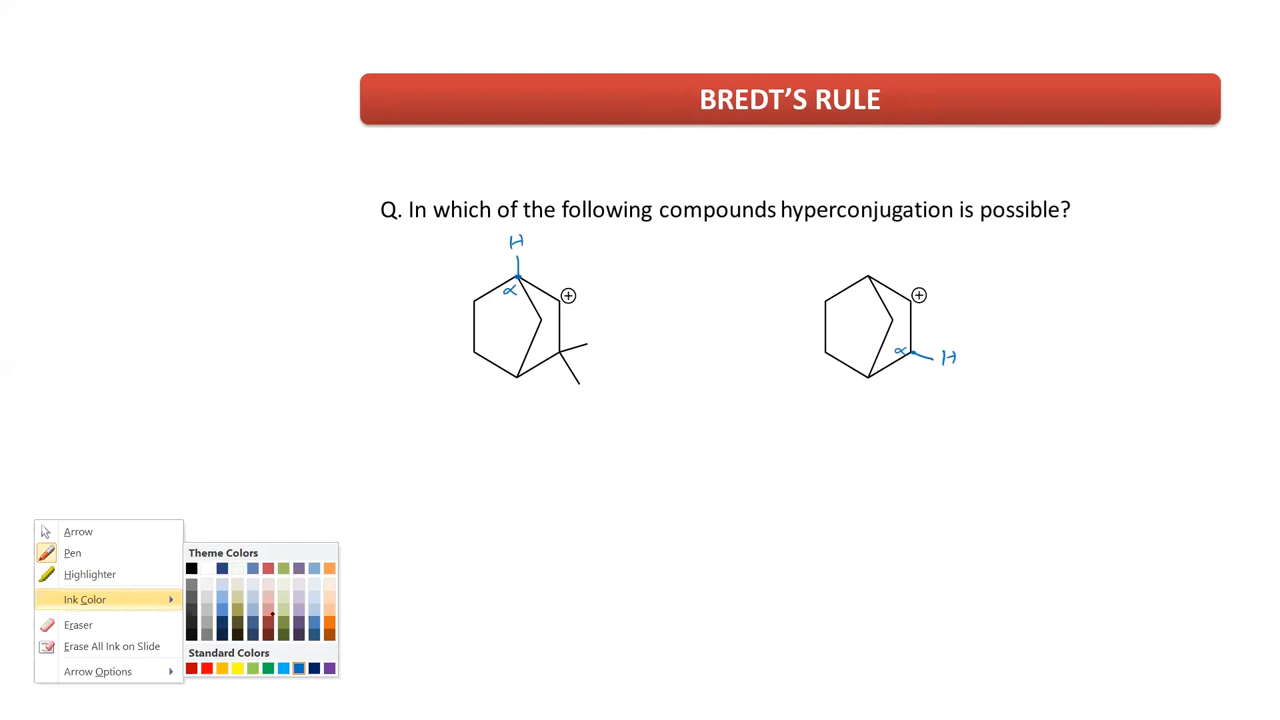 BREDT’S RULE
Q. In which of the following compounds hyperconjugation is possible?
H
α
α H
Arrow
Pen
Highlighter
Ink Color
Eraser
Erase All Ink on Slide
Arrow Options
Theme Colors
Standard Colors